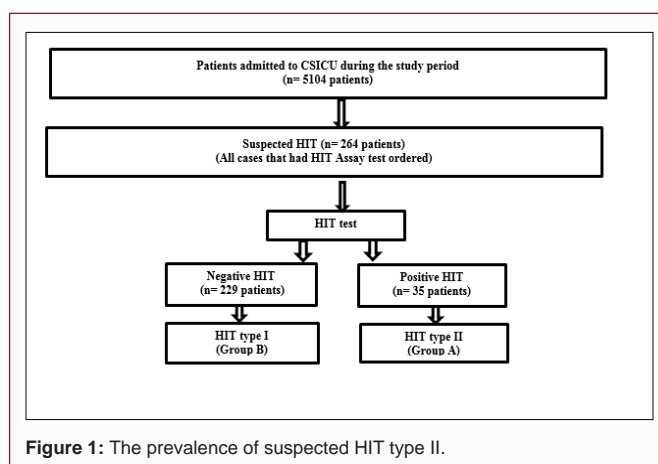 Patients admitted to CSICU during the study period
(n= 5104 patients)
Suspected HIT (n= 264 patients)
(All cases that had HIT Assay test ordered)
HIT test
Negative HIT
(n= 229 patients)
Positive HIT
(n= 35 patients)
HIT type I
(Group B)
HIT type II
(Group A)
Figure 1: The prevalence of suspected HIT type II.